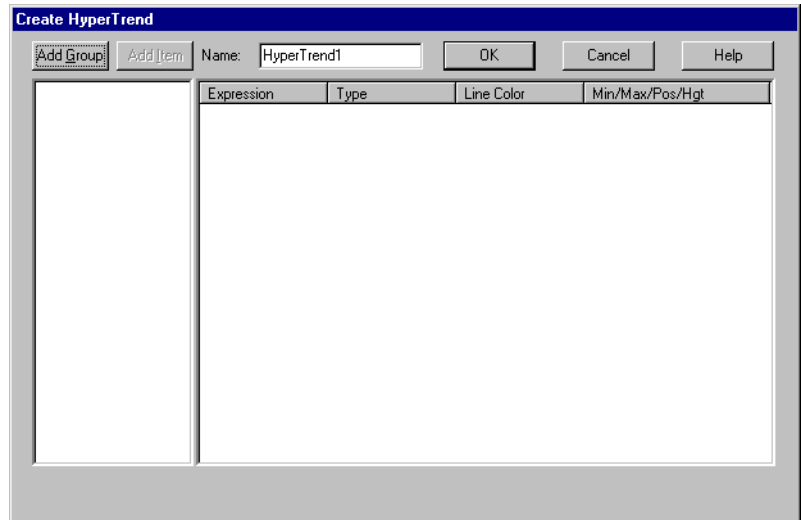 Create HyperTrend
Add Group Add Item Name: HyperTrend1 OK Cancel Help
Expression Type Line Color Min/Max/Pos/Hgt